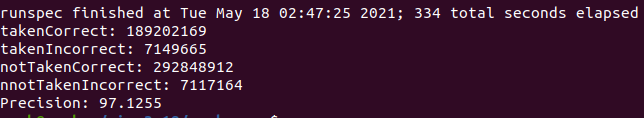 runspec finished at Tue May 18 02:47:25 2021; 334 total seconds elapsed
takenCorrect: 189202169
takenIncorrect: 7149665
notTakenCorrect: 292848912
nnotTakenIncorrect: 7117164
Precision: 97.1255